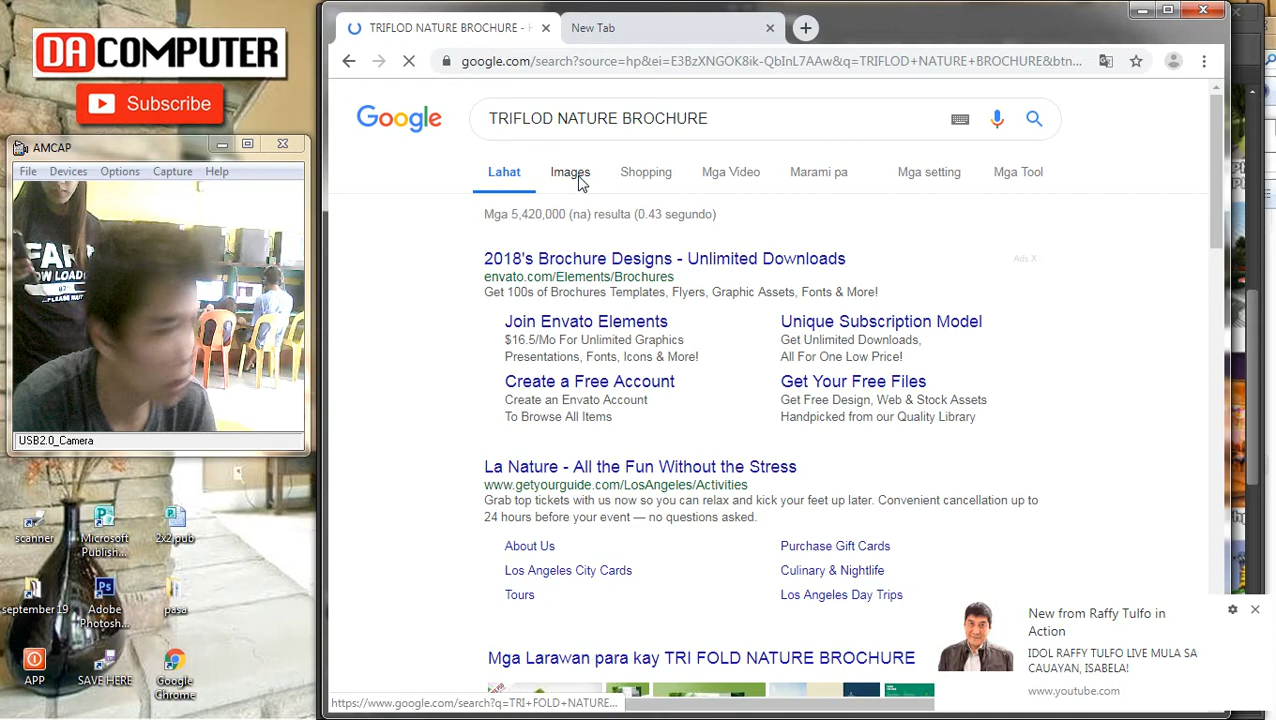 DA COMPUTER
Subscribe
AMCAP
File Devices Options Capture Help
USB2.0_Camera
scanner
Microsoft Publish...
2x2.pub
september 19
Adobe Photosh...
pasa
APP
SAVE HERE
Google Chrome
TRIFLOD NATURE BROCHURE -
New Tab
google.com/search?source=hp&ei=E3BzXNGOK8ik-QbInL7AAw&q=TRIFLOD+NATURE+BROCHURE&btn...
Google
TRIFLOD NATURE BROCHURE
Lahat Images Shopping Mga Video Marami pa Mga setting Mga Tool
Mga 5,420,000 (na) resulta (0.43 segundo)
2018's Brochure Designs - Unlimited Downloads
Ads X
envato.com/Elements/Brochures
Get 100s of Brochures Templates, Flyers, Graphic Assets, Fonts & More!
Join Envato Elements
$16.5/Mo For Unlimited Graphics
Presentations, Fonts, Icons & More!
Unique Subscription Model
Get Unlimited Downloads,
All For One Low Price!
Create a Free Account
Create an Envato Account
To Browse All Items
Get Your Free Files
Get Free Design, Web & Stock Assets
Handpicked from our Quality Library
La Nature - All the Fun Without the Stress
www.getyourguide.com/LosAngeles/Activities
Grab top tickets with us now so you can relax and kick your feet up later. Convenient cancellation up to
24 hours before your event — no questions asked.
About Us
Purchase Gift Cards
Los Angeles City Cards
Culinary & Nightlife
Tours
Los Angeles Day Trips
Mga Larawan para kay TRI FOLD NATURE BROCHURE
https://www.google.com/search?q=TRI+FOLD+NATURE...
New from Raffy Tulfo in
Action
IDOL RAFFY TULFO LIVE MULA SA
CAUAYAN, ISABELA!
www.youtube.com